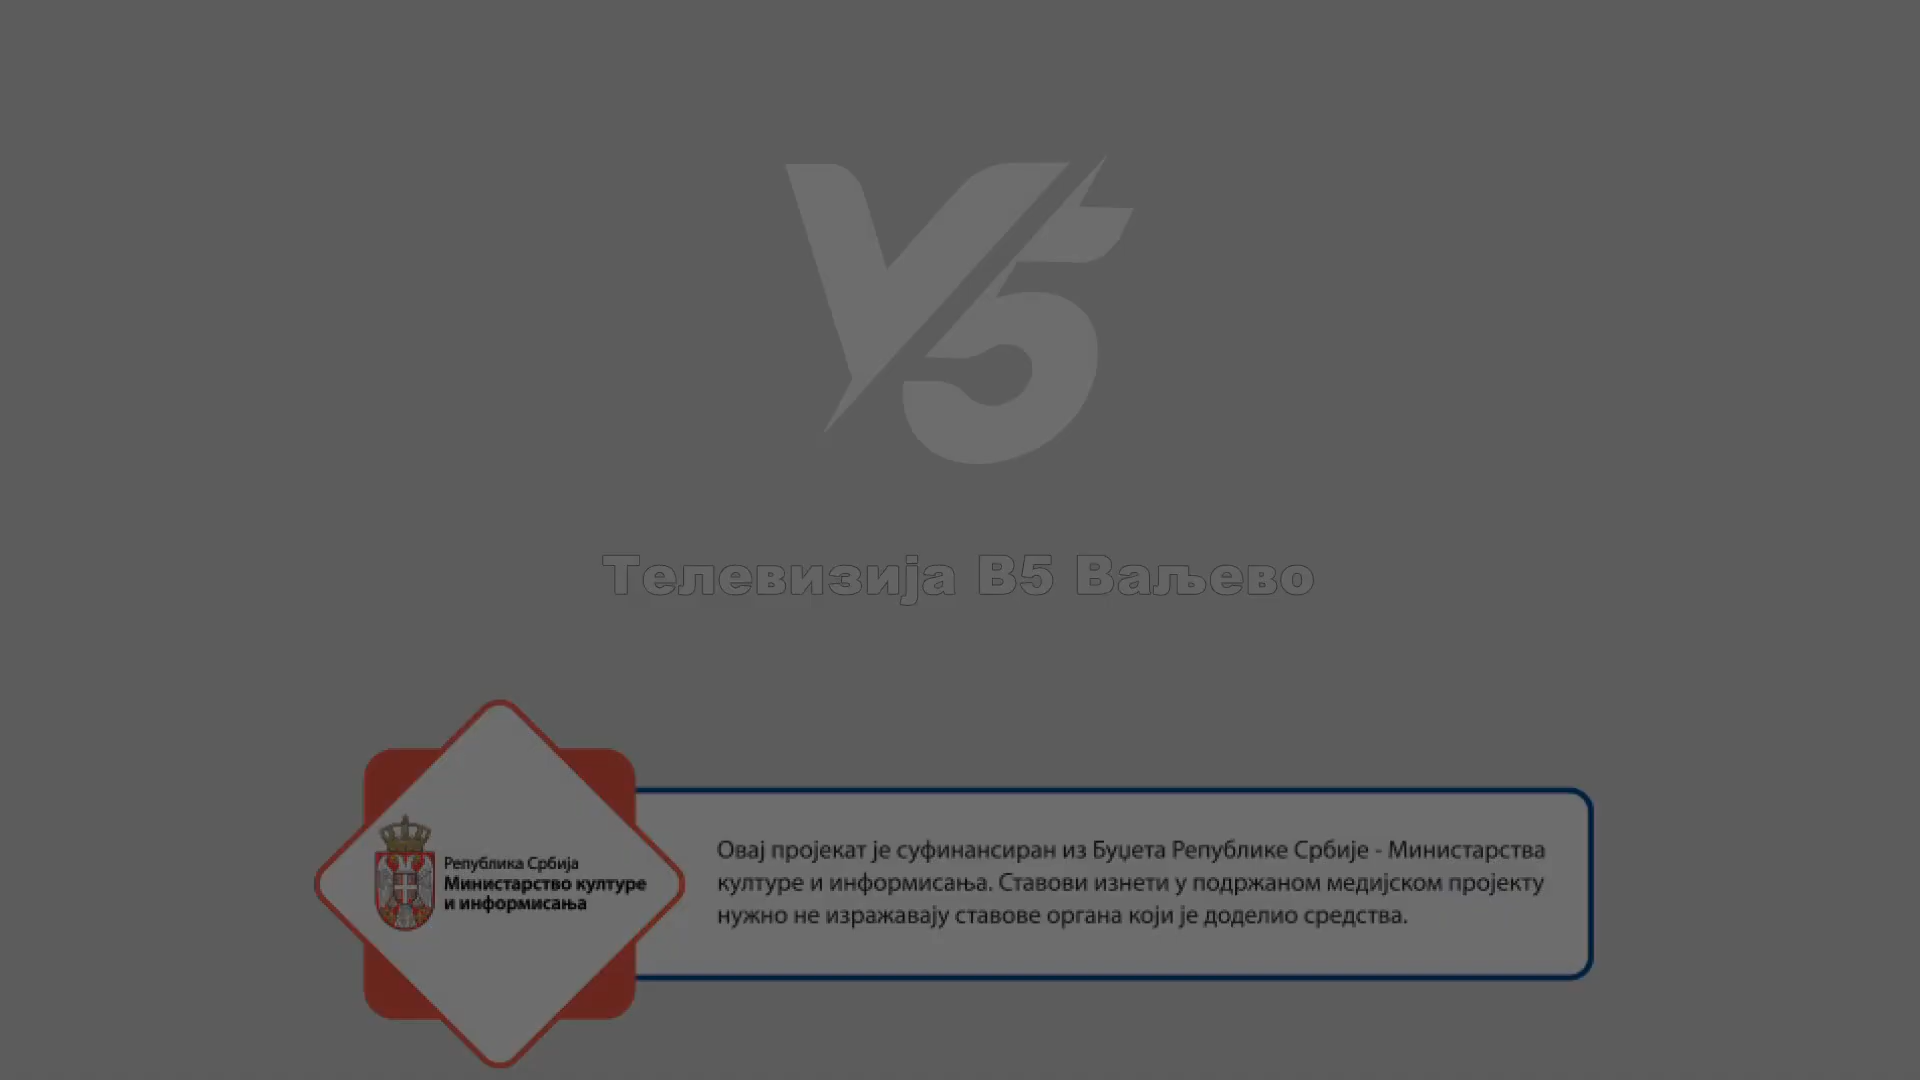 V5
Телевизија В5 Ваљево
Република Србија
Министарство културе
и информисања
Овај пројекат је суфинансиран из Буџета Републике Србије - Министарства
културе и информисања. Ставови изнети у подржаном медијском пројекту
нужно не изражавају ставове органа који је доделио средства.